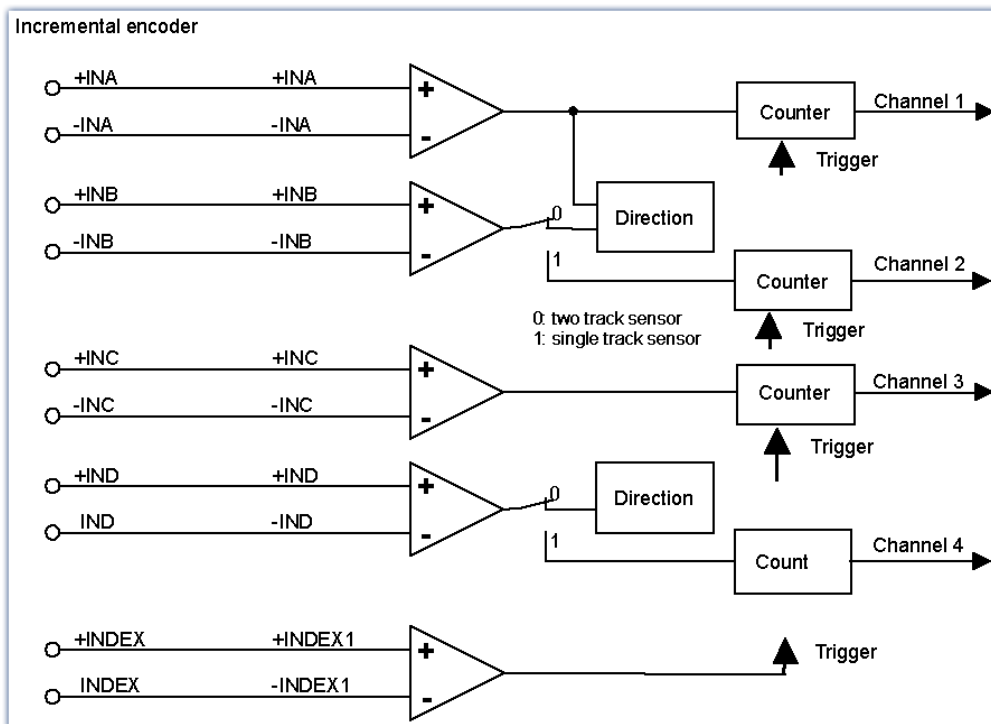 Incremental encoder
+INA +INA
-INA -INA
+ -
Counter
Channel 1
Trigger
+INB +INB
-INB -INB
+ -
0
1
Direction
Counter
Channel 2
Trigger
0: two track sensor
1: single track sensor
+INC +INC
-INC -INC
+ -
Counter
Channel 3
Trigger
+IND +IND
IND -IND
+ -
0
1
Direction
Count
Channel 4
+INDEX +INDEX1
INDEX -INDEX1
+ -
Trigger